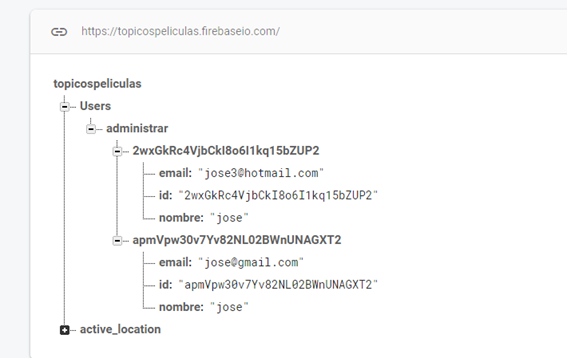 https://topicospeliculas.firebaseio.com/
topicospeliculas
Users
administrar
2wxGkRc4VjbCkI8o6I1kq15bZUP2
email: "jose3@hotmail.com"
id: "2wxGkRc4VjbCkI8o6I1kq15bZUP2"
nombre: "jose"
apmVpw30v7Yv82NL02BWnUNAGXT2
email: "jose@gmail.com"
id: "apmVpw30v7Yv82NL02BWnUNAGXT2"
nombre: "jose"
active_location